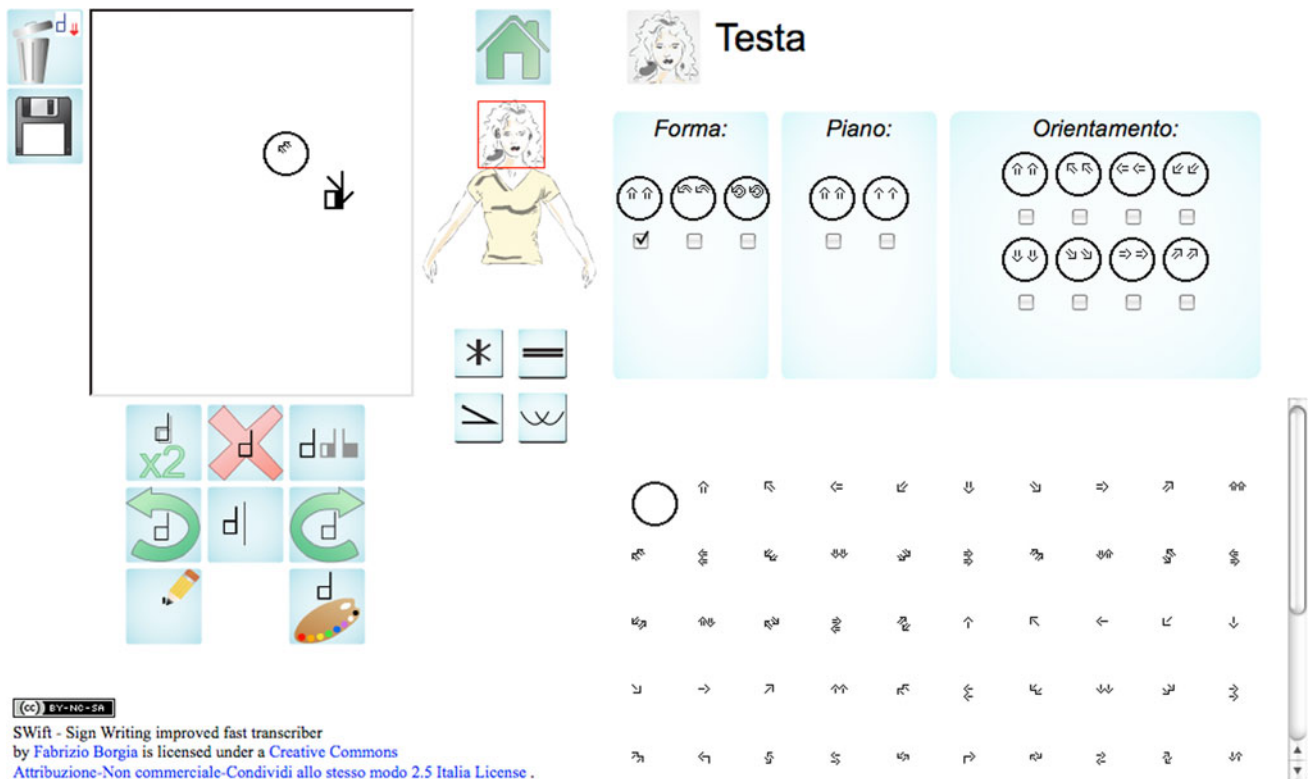 Testa
Forma:
Piano:
Orientamento:
x2
(cc) BY-NC-SA
SWift - Sign Writing improved fast transcriber
by Fabrizio Borgia is licensed under a Creative Commons
Attribuzione-Non commerciale-Condividi allo stesso modo 2.5 Italia License .